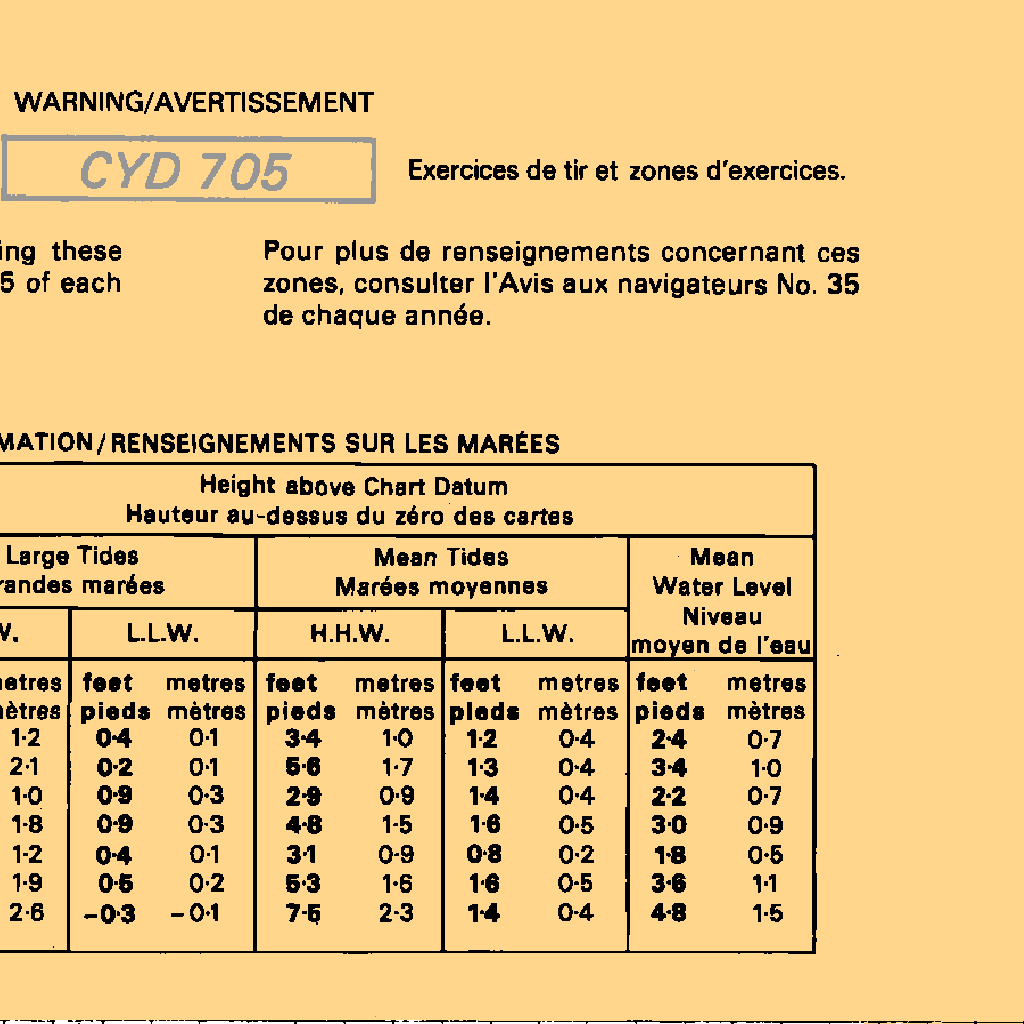 WARNING/AVERTISSEMENT
CYD 705
Exercices de tir et zones d'exercices.
ing these
5 of each
Pour plus de renseignements concernant ces
zones, consulter l'Avis aux navigateurs No. 35
de chaque année.
MATION/RENSEIGNEMENTS SUR LES MARÉES
Height above Chart Datum
Hauteur au-dessus du zéro des cartes
Large Tides
randes marées
Mean Tides
Marées moyennes
Mean
Water Level
Niveau
moyen de l'eau
W. L.L.W. H.H.W. L.L.W.
metres feet metres feet metres feet metres feet metres
mètres pieds mètres pieds mètres pieds mètres pieds mètres
1·2 0·4 0·1 3·4 1·0 1·2 0·4 2·4 0·7
2·1 0·2 0·1 5·6 1·7 1·3 0·4 3·4 1·0
1·0 0·9 0·3 2·9 0·9 1·4 0·4 2·2 0·7
1·8 0·9 0·3 4·8 1·5 1·6 0·5 3·0 0·9
1·2 0·4 0·1 3·1 0·9 0·8 0·2 1·8 0·5
1·9 0·5 0·2 5·3 1·6 1·6 0·5 3·6 1·1
2·6 -0·3 -0·1 7·5 2·3 1·4 0·4 4·8 1·5